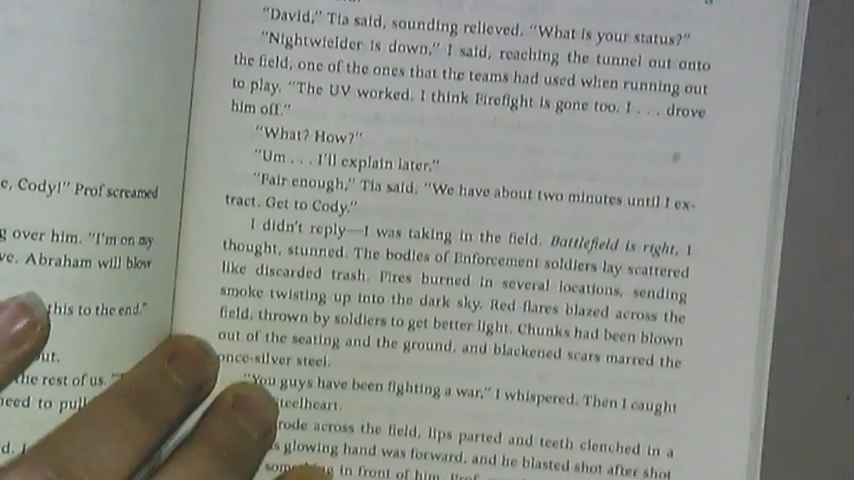 e, Cody!" Prof screamed
g over him. "I'm on my
ve. Abraham will blow
this to the end."
out.
the rest of us.
need to pull
"David," Tia said, sounding relieved. "What is your status?"
"Nightwielder is down," I said, reaching the tunnel out onto
the field, one of the ones that the teams had used when running out
to play. "The UV worked. I think Firefight is gone too. I . . . drove
him off."
"What? How?"
"Um . . . I'll explain later."
"Fair enough," Tia said. "We have about two minutes until I ex-
tract. Get to Cody."
I didn't reply—I was taking in the field. Battlefield is right, I
thought, stunned. The bodies of Enforcement soldiers lay scattered
like discarded trash. Fires burned in several locations, sending
smoke twisting up into the dark sky. Red flares blazed across the
field, thrown by soldiers to get better light. Chunks had been blown
out of the seating and the ground, and blackened scars marred the
once-silver steel.
"You guys have been fighting a war," I whispered. Then I caught
teelheart.
rode across the field, lips parted and teeth clenched in a
s glowing hand was forward, and he blasted shot after shot
in front of him.